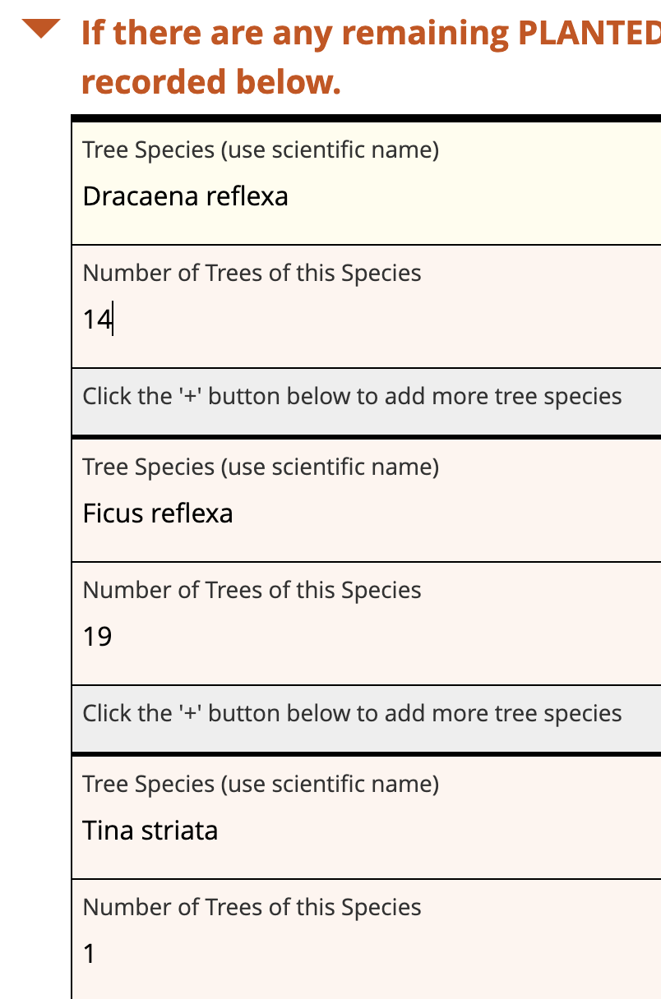 If there are any remaining PLANTED
recorded below.
Tree Species (use scientific name)
Dracaena reflexa
Number of Trees of this Species
14
Click the '+' button below to add more tree species
Tree Species (use scientific name)
Ficus reflexa
Number of Trees of this Species
19
Click the '+' button below to add more tree species
Tree Species (use scientific name)
Tina striata
Number of Trees of this Species
1